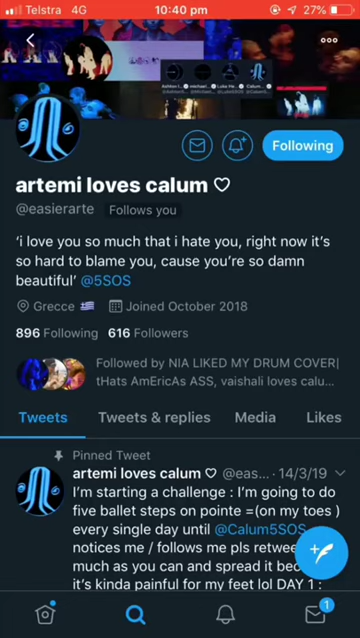 Telstra 4G 10:40 pm 27%
Following
artemi loves calum ♡
@easierarte Follows you
‘i love you so much that i hate you, right now it’s
so hard to blame you, cause you’re so damn
beautiful’ @5SOS
Grecce 🇬🇷 Joined October 2018
896 Following 616 Followers
Followed by NIA LIKED MY DRUM COVER|
tHats AmEricAs ASS, vaishali loves calu...
Tweets Tweets & replies Media Likes
Pinned Tweet
artemi loves calum ♡ @eas... · 14/3/19
I’m starting a challenge : I’m going to do
five ballet steps on pointe =(on my toes )
every single day until @Calum5SOS
notices me / follows me pls retwee
much as you can and spread it bec
it’s kinda painful for my feet lol DAY 1 :
1